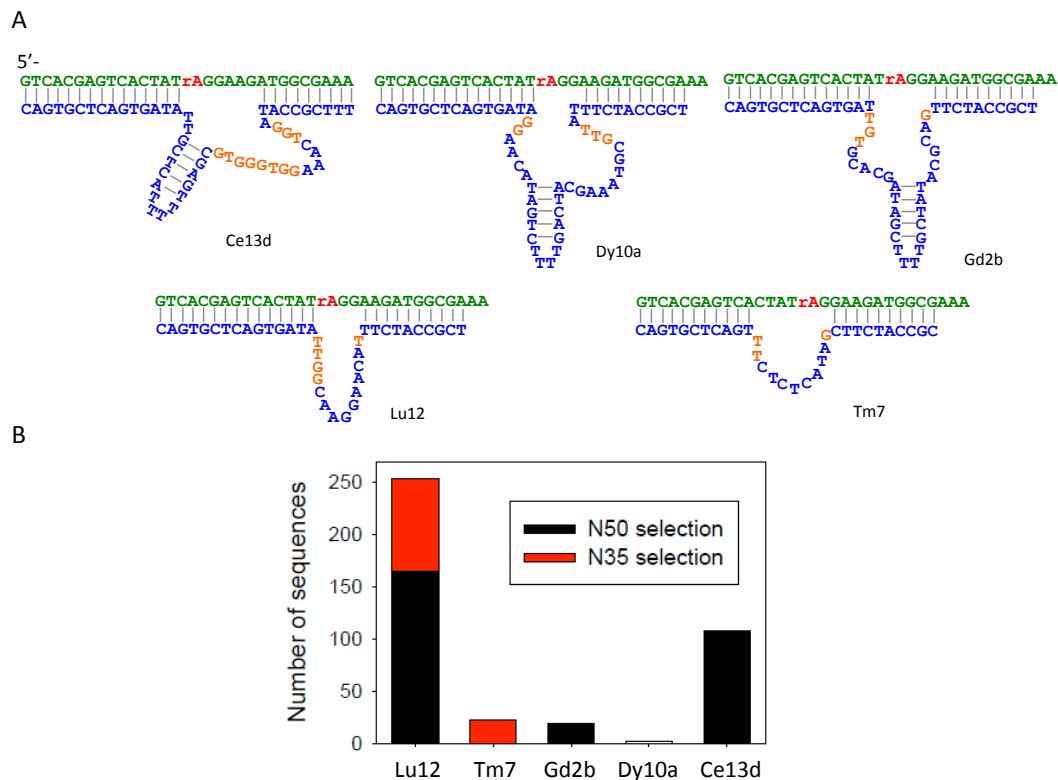 A
5'-
GTCACGAGTCACTATrAGGAAGATGGCGAAA GTCACGAGTCACTATrAGGAAGATGGCGAAA GTCACGAGTCACTATrAGGAAGATGGCGAAA
CAGTGCTCAGTGATA TACCGCTTT CAGTGCTCAGTGATA TTTCTACCGCT CAGTGCTCAGTGAT TTCTACCGCT
Ce13d
Dy10a
Gd2b
GTCACGAGTCACTATrAGGAAGATGGCGAAA GTCACGAGTCACTATrAGGAAGATGGCGAAA
CAGTGCTCAGTGATA TTCTACCGCT CAGTGCTCAGT CTTCTACCGC
Lu12
Tm7
B
Number of sequences
250
200
150
100
50
0
N50 selection
N35 selection
Lu12 Tm7 Gd2b Dy10a Ce13d